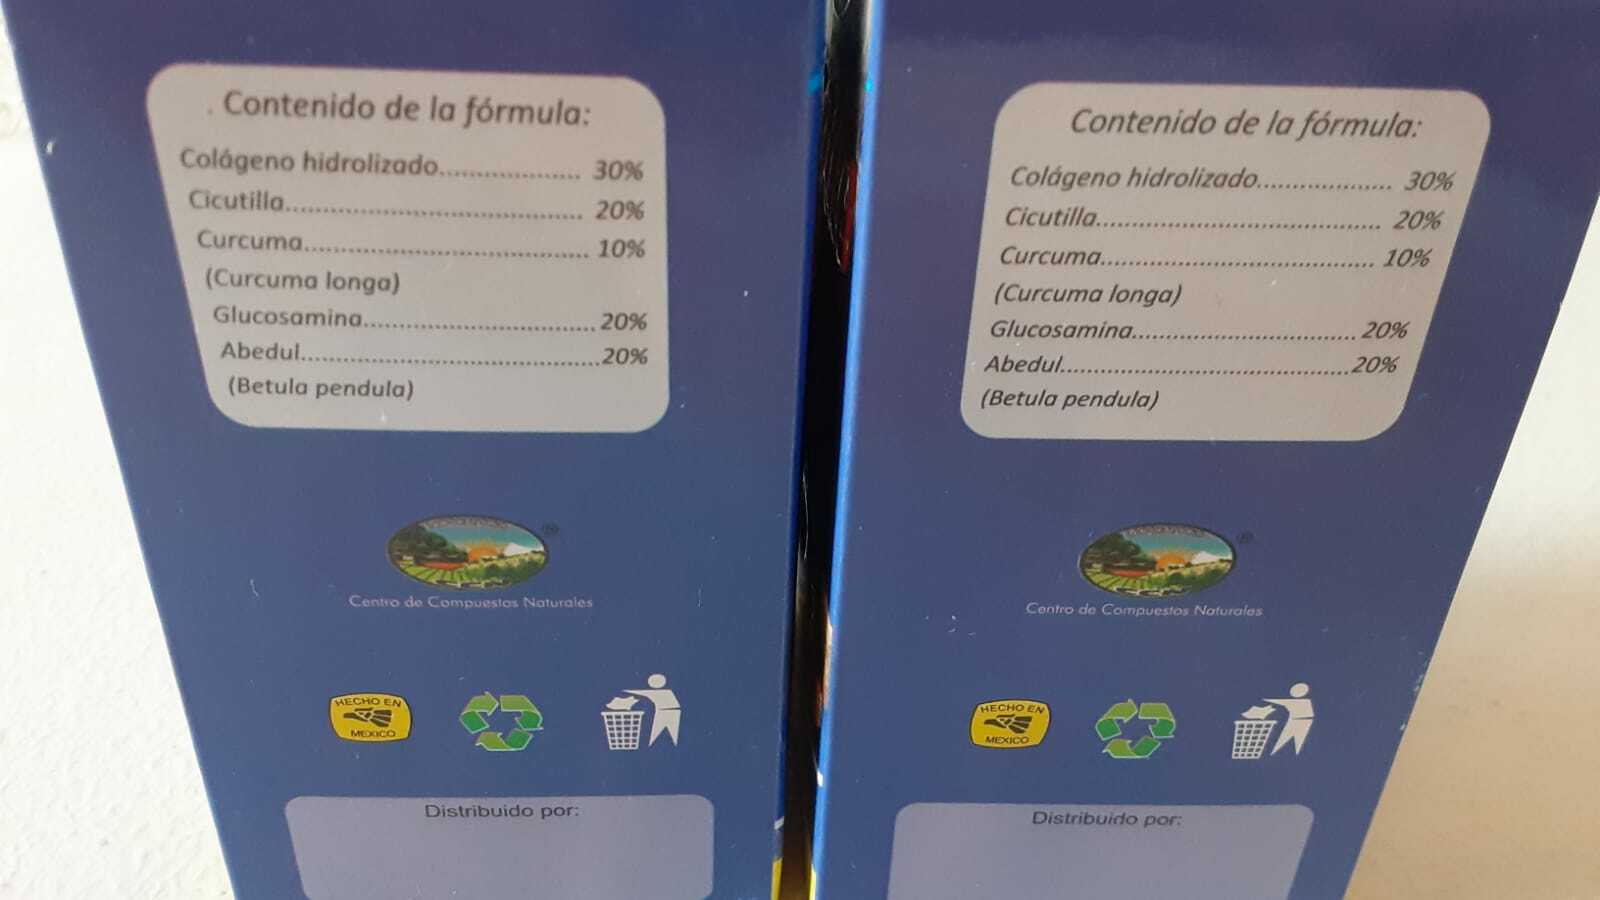 . Contenido de la fórmula:
Colágeno hidrolizado..................... 30%
Cicutilla.......................................... 20%
Curcuma......................................... 10%
(Curcuma longa)
Glucosamina.................................20%
Abedul...........................................20%
(Betula pendula)
®
Centro de Compuestos Naturales
HECHO EN
MEXICO
Distribuido por:
Contenido de la fórmula:
Colágeno hidrolizado................... 30%
Cicutilla........................................ 20%
Curcuma....................................... 10%
(Curcuma longa)
Glucosamina............................... 20%
Abedul.........................................20%
(Betula pendula)
®
Centro de Compuestos Naturales
HECHO EN
MEXICO
Distribuido por: